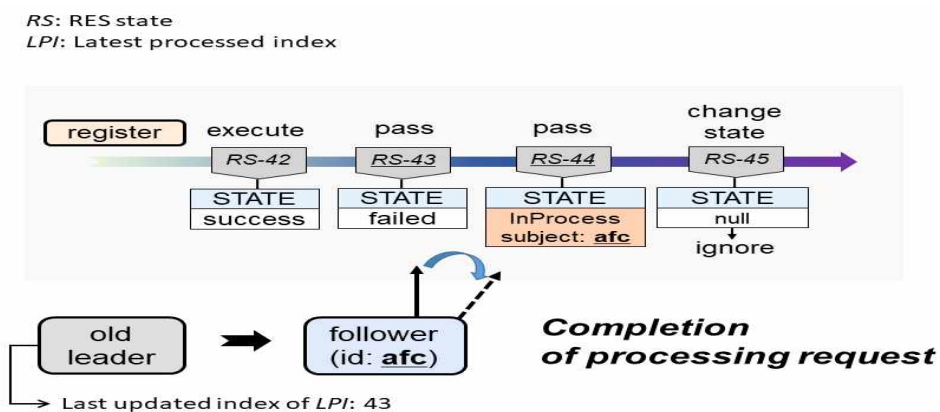 RS: RES state
LPI: Latest processed index
register
execute
pass
pass
change
state
RS-42
RS-43
RS-44
RS-45
STATE
STATE
STATE
STATE
success
failed
InProcess
subject: afc
null
ignore
old
leader
follower
(id: afc)
Completion
of processing request
Last updated index of LPI: 43